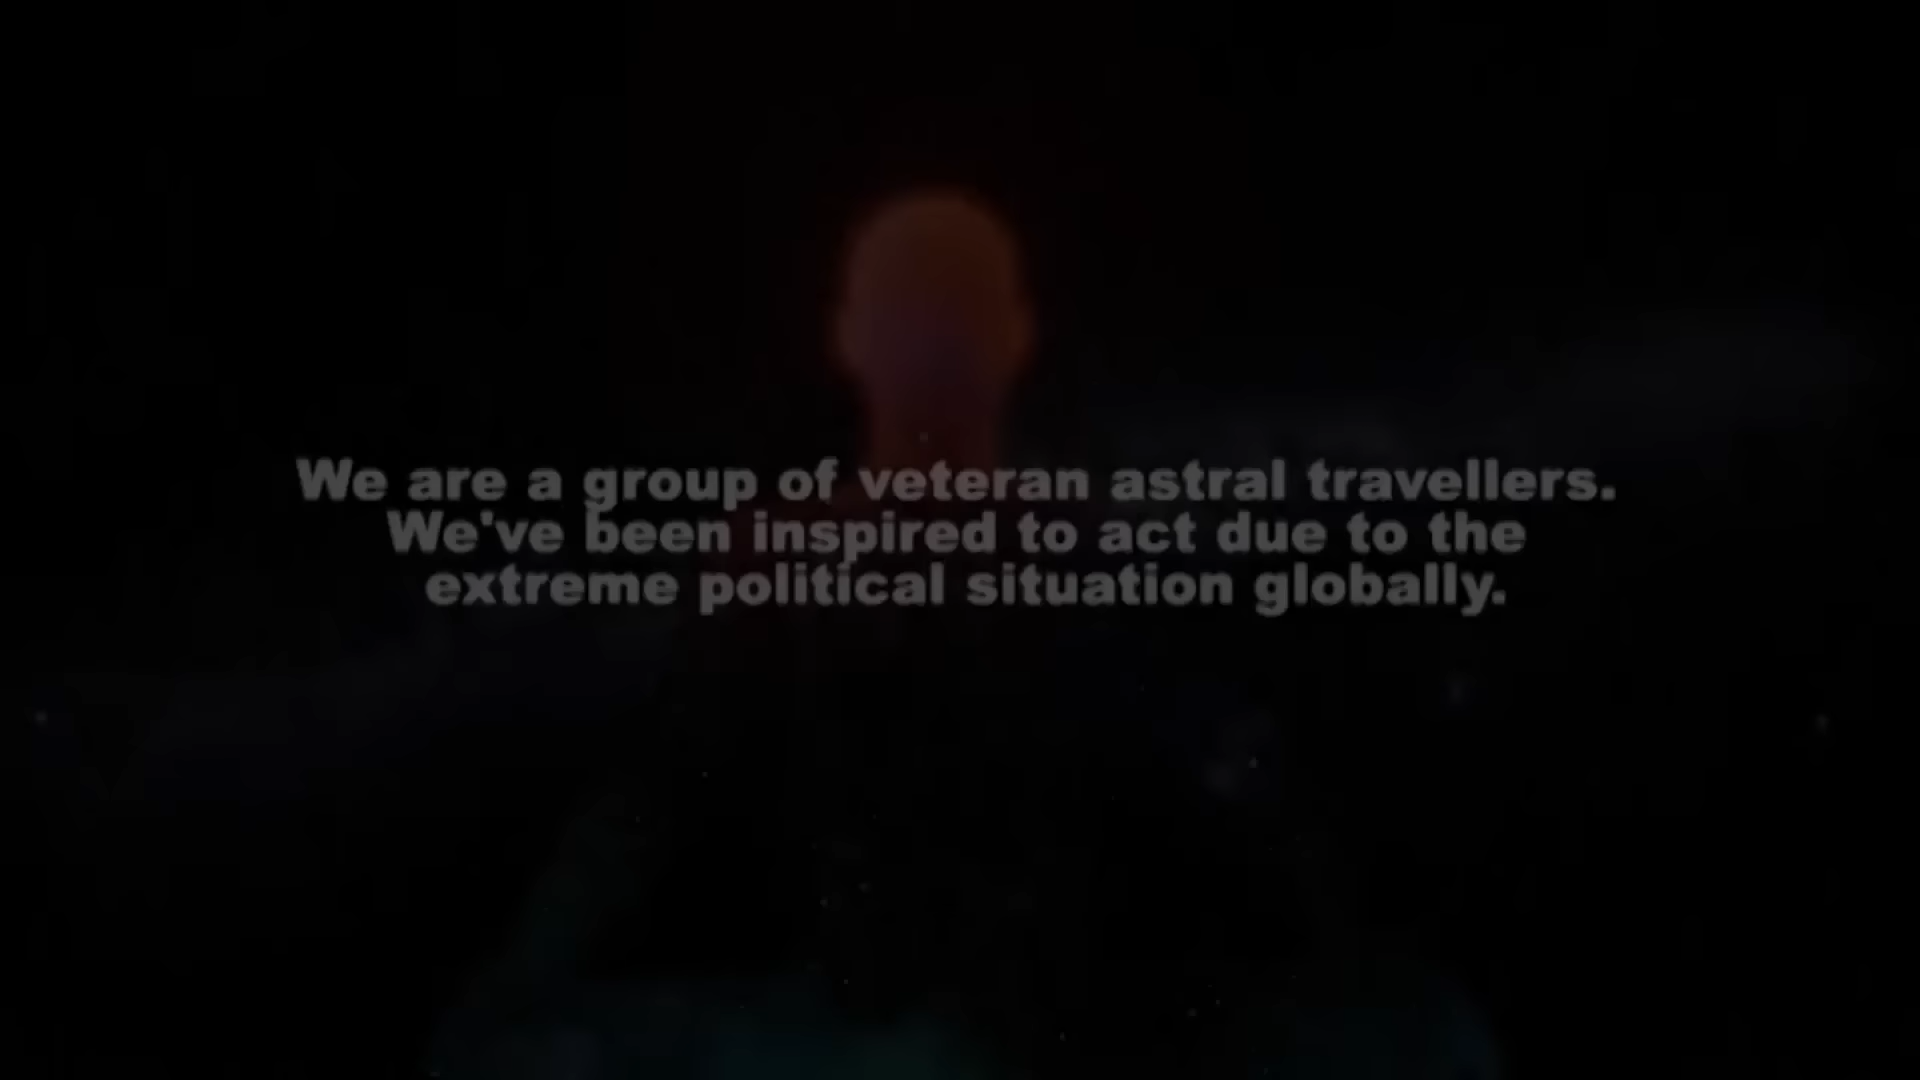 We are a group of veteran astral travellers.
We've been inspired to act due to the
extreme political situation globally.